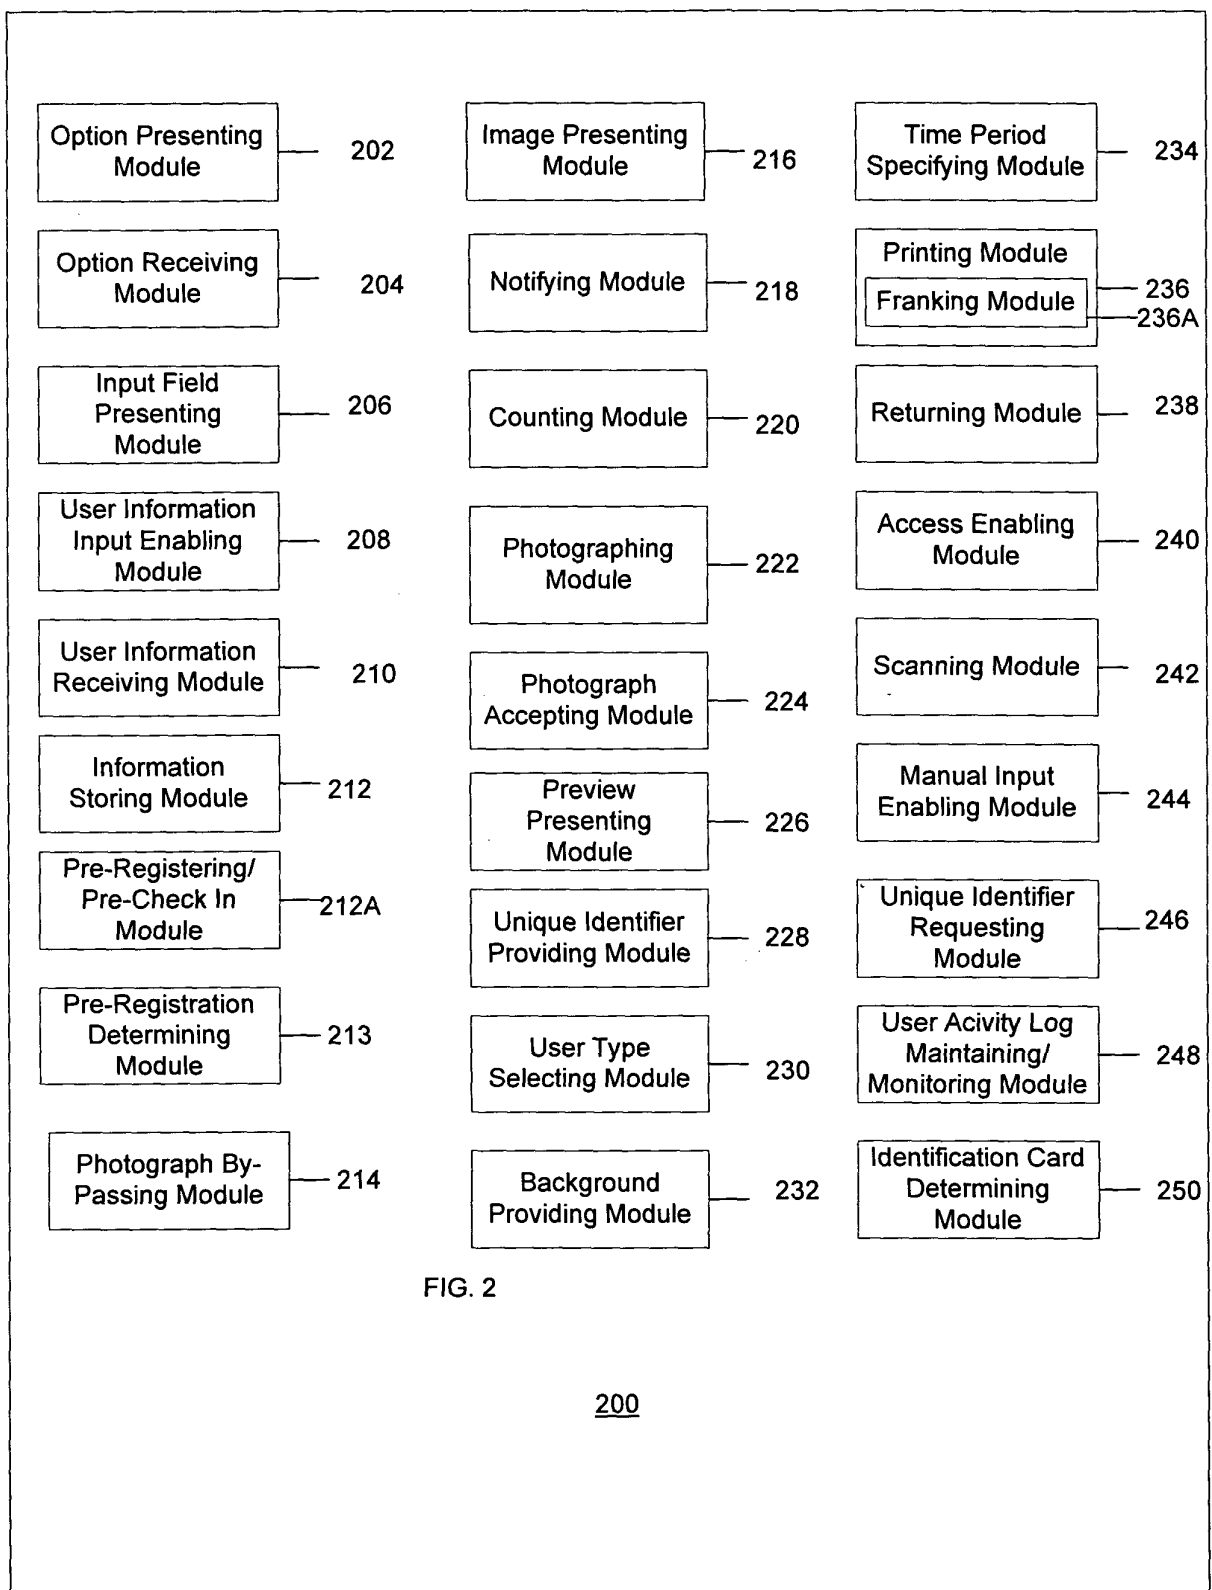 Option Presenting
Module
202
Option Receiving
Module
204
Input Field
Presenting
Module
206
User Information
Input Enabling
Module
208
User Information
Receiving Module
210
Information
Storing Module
212
Pre-Registering/
Pre-Check In
Module
212A
Pre-Registration
Determining
Module
213
Photograph By-
Passing Module
214
Image Presenting
Module
216
Notifying Module
218
Counting Module
220
Photographing
Module
222
Photograph
Accepting Module
224
Preview
Presenting
Module
226
Unique Identifier
Providing Module
228
User Type
Selecting Module
230
Background
Providing Module
232
Time Period
Specifying Module
234
Printing Module
236
Franking Module
236A
Returning Module
238
Access Enabling
Module
240
Scanning Module
242
Manual Input
Enabling Module
244
Unique Identifier
Requesting
Module
246
User Acivity Log
Maintaining/
Monitoring Module
248
Identification Card
Determining
Module
250
FIG. 2
200